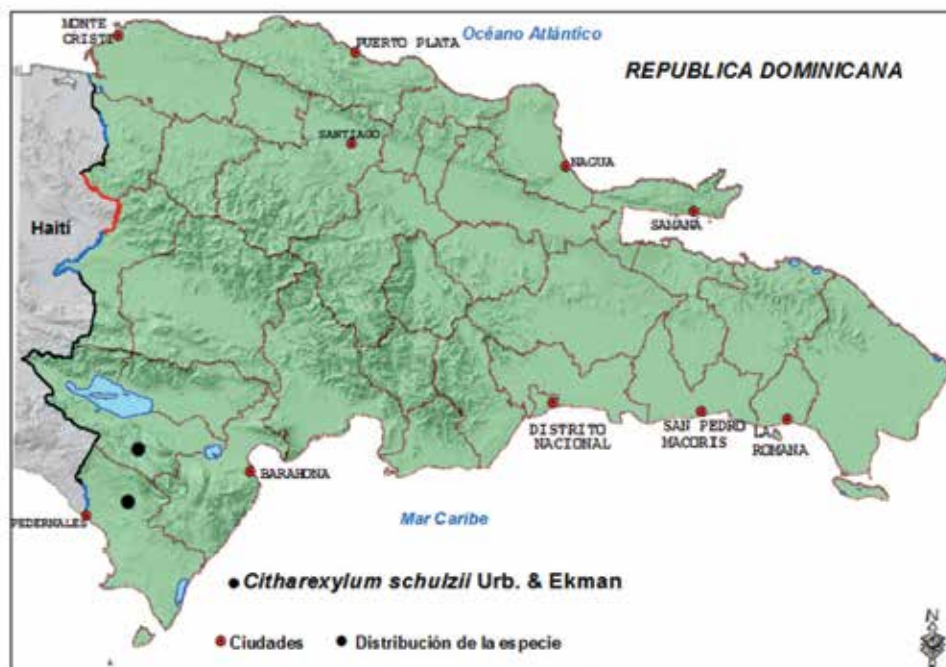 MONTE
CRISTI
PUERTO PLATA
Océano Atlántico
REPUBLICA DOMINICANA
SANTIAGO
NAGUA
SAMANA
Haití
DISTRITO
NACIONAL
SAN PEDRO
MACORIS
LA
ROMANA
BARAHONA
PEDERNALES
Mar Caribe
Citharexylum schulzii Urb. & Ekman
Ciudades
Distribución de la especie
N